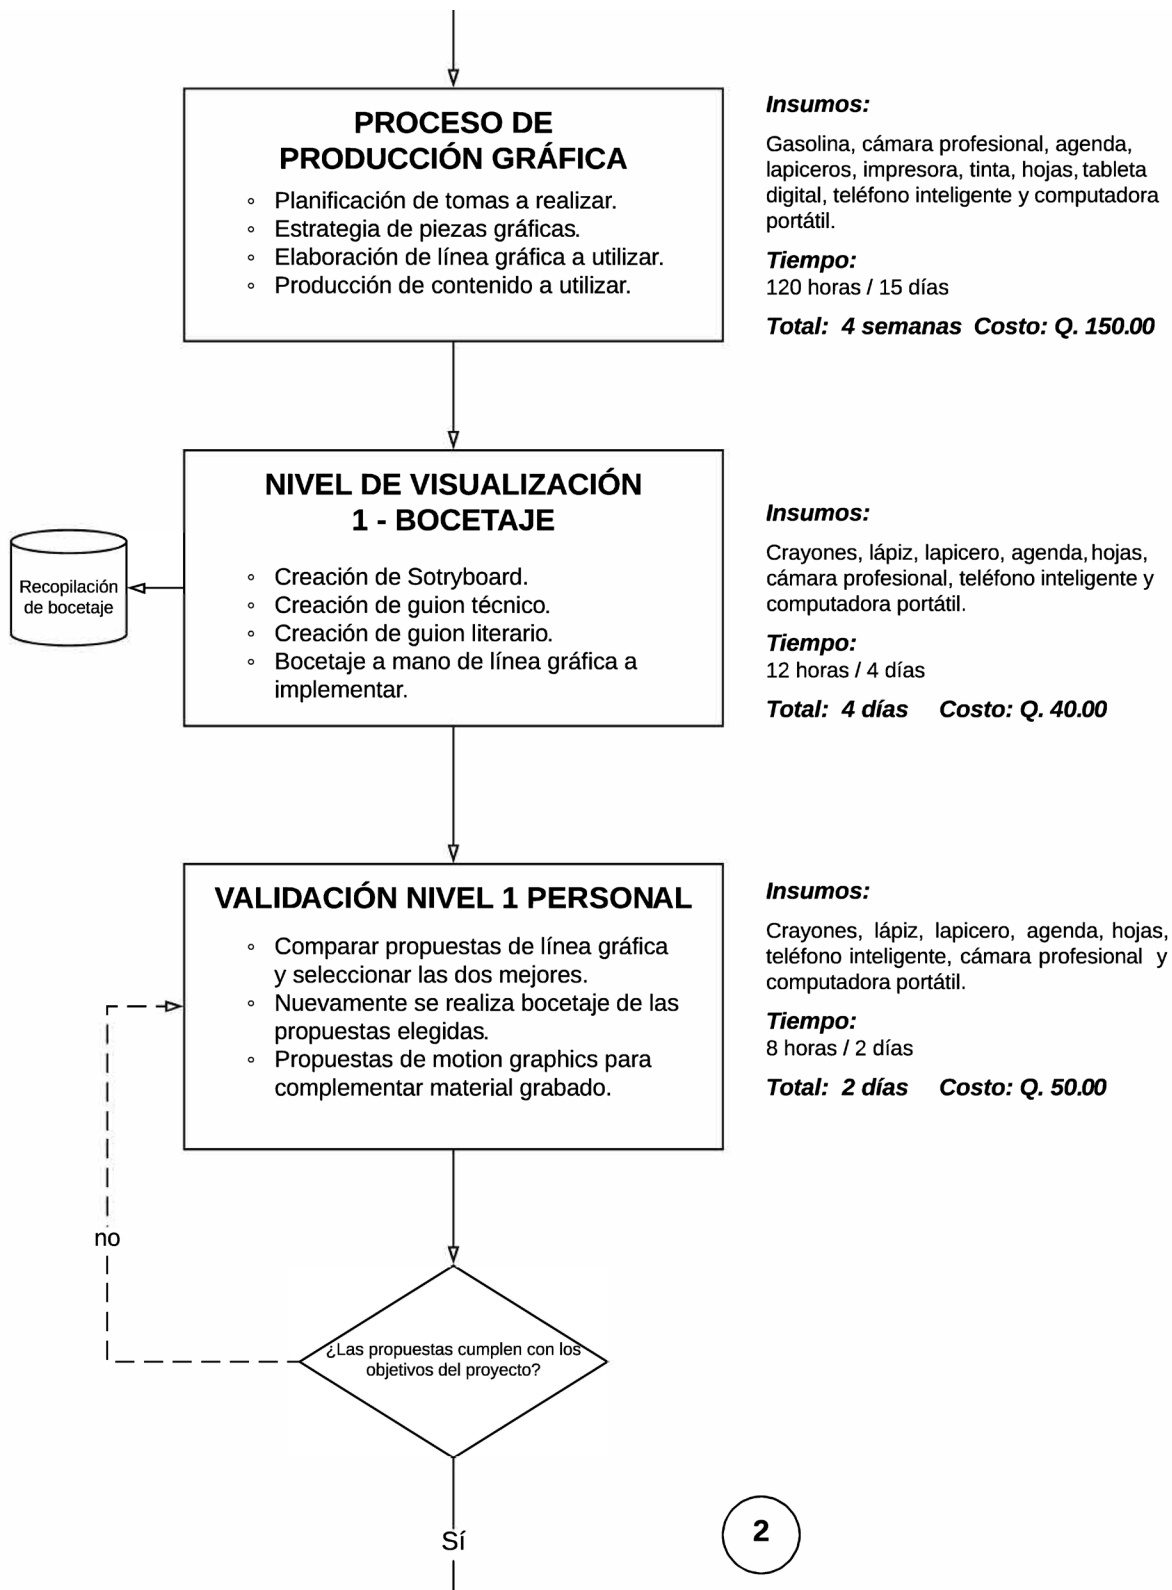 PROCESO DE
PRODUCCIÓN GRÁFICA
◦ Planificación de tomas a realizar.
◦ Estrategia de piezas gráficas.
◦ Elaboración de línea gráfica a utilizar.
◦ Producción de contenido a utilizar.
Insumos:
Gasolina, cámara profesional, agenda,
lapiceros, impresora, tinta, hojas, tableta
digital, teléfono inteligente y computadora
portátil.
Tiempo:
120 horas / 15 días
Total: 4 semanas Costo: Q. 150.00
NIVEL DE VISUALIZACIÓN
1 - BOCETAJE
◦ Creación de Sotryboard.
◦ Creación de guion técnico.
◦ Creación de guion literario.
◦ Bocetaje a mano de línea gráfica a
implementar.
Recopilación
de bocetaje
Insumos:
Crayones, lápiz, lapicero, agenda, hojas,
cámara profesional, teléfono inteligente y
computadora portátil.
Tiempo:
12 horas / 4 días
Total: 4 días Costo: Q. 40.00
VALIDACIÓN NIVEL 1 PERSONAL
◦ Comparar propuestas de línea gráfica
y seleccionar las dos mejores.
◦ Nuevamente se realiza bocetaje de las
propuestas elegidas.
◦ Propuestas de motion graphics para
complementar material grabado.
Insumos:
Crayones, lápiz, lapicero, agenda, hojas,
teléfono inteligente, cámara profesional y
computadora portátil.
Tiempo:
8 horas / 2 días
Total: 2 días Costo: Q. 50.00
no
¿Las propuestas cumplen con los
objetivos del proyecto?
Sí
2